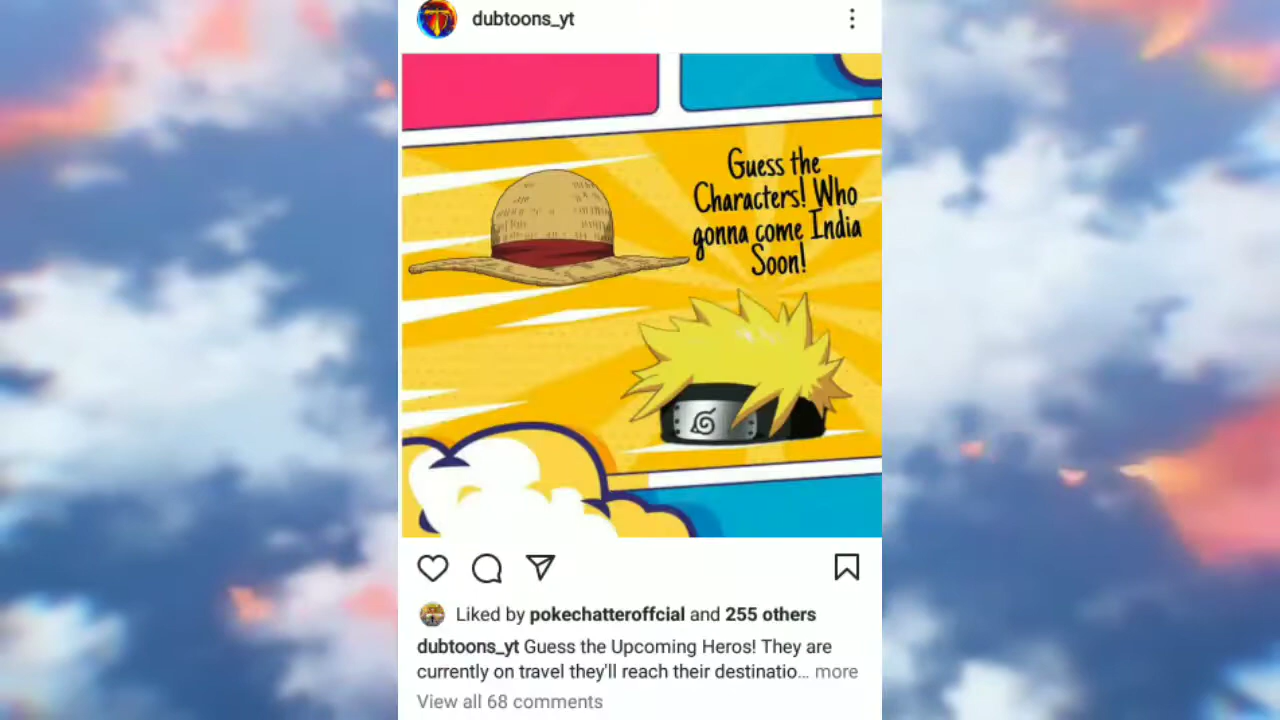 dubtoons_yt
Guess the
Characters! Who
gonna come India
Soon!
Liked by pokechatteroffcial and 255 others
dubtoons_yt Guess the Upcoming Heros! They are
currently on travel they'll reach their destinatio... more
View all 68 comments